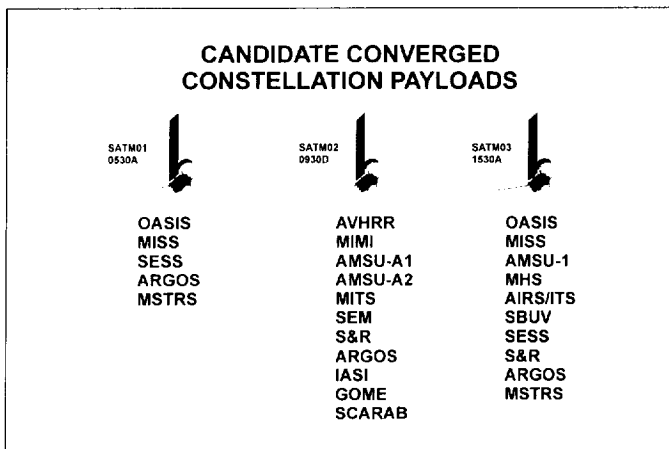 CANDIDATE CONVERGED
CONSTELLATION PAYLOADS
SATM01
0530A
SATM02
0930D
SATM03
1530A
OASIS
MISS
SESS
ARGOS
MSTRS
AVHRR
MIMI
AMSU-A1
AMSU-A2
MITS
SEM
S&R
ARGOS
IASI
GOME
SCARAB
OASIS
MISS
AMSU-1
MHS
AIRS/ITS
SBUV
SESS
S&R
ARGOS
MSTRS